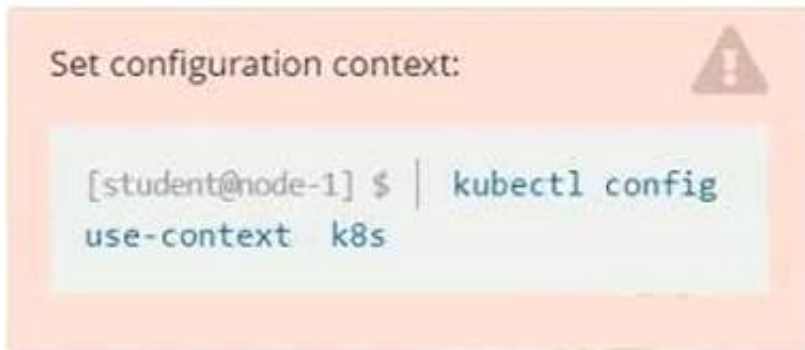 Set configuration context:
[student@node-1] $ | kubectl config
use-context k8s